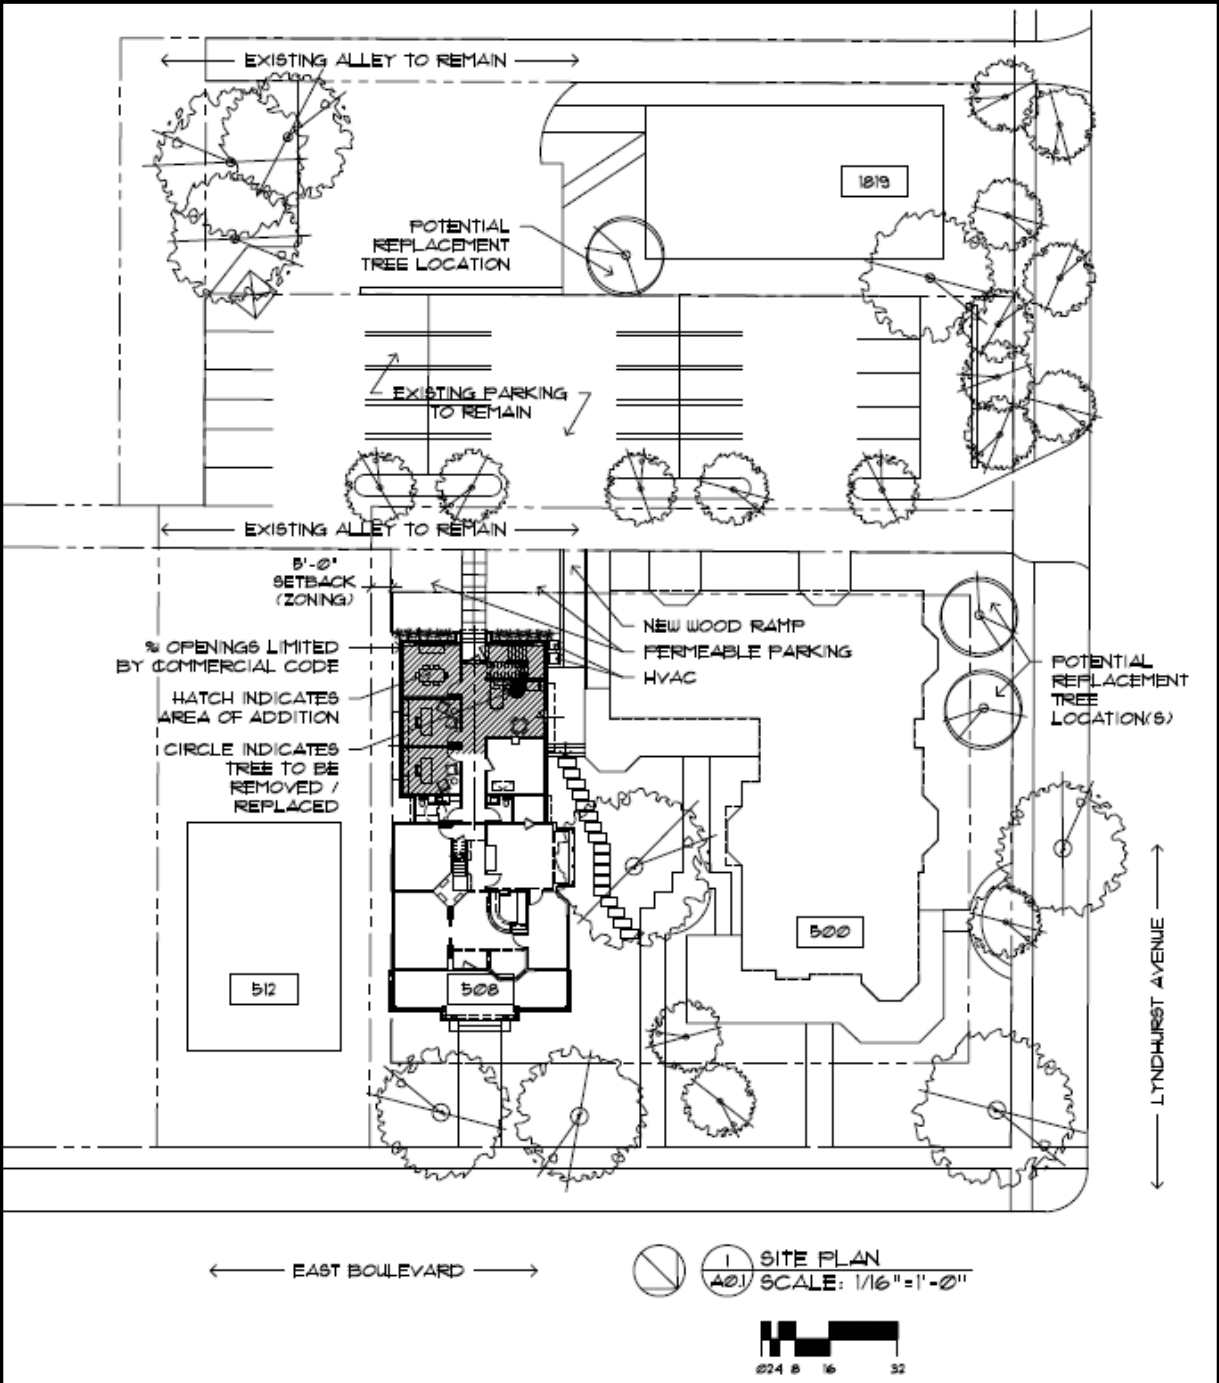 EXISTING ALLEY TO REMAIN
1819
POTENTIAL
REPLACEMENT
TREE LOCATION
EXISTING PARKING
TO REMAIN
EXISTING ALLEY TO REMAIN
5'-0"
SETBACK
(ZONING)
NEW WOOD RAMP
PERMEABLE PARKING
HVAC
% OPENINGS LIMITED
BY COMMERCIAL CODE
HATCH INDICATES
AREA OF ADDITION
CIRCLE INDICATES
TREE TO BE
REMOVED /
REPLACED
POTENTIAL
REPLACEMENT
TREE
LOCATION(S)
500
512
508
LYNDHURST AVENUE
EAST BOULEVARD
1
A0.1
SITE PLAN
SCALE: 1/16"=1'-0"
024 8 16 32